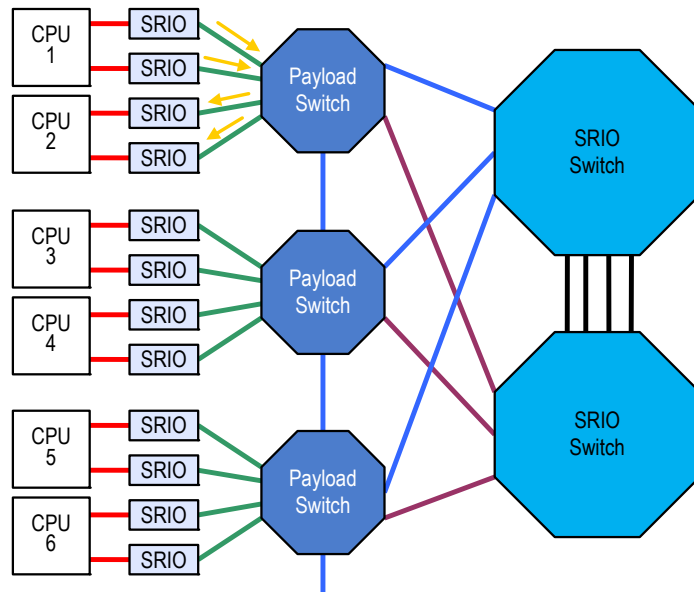 CPU
1
SRIO
SRIO
CPU
2
SRIO
SRIO
Payload
Switch
SRIO
Switch
CPU
3
SRIO
SRIO
CPU
4
SRIO
SRIO
Payload
Switch
SRIO
Switch
CPU
5
SRIO
SRIO
CPU
6
SRIO
SRIO
Payload
Switch